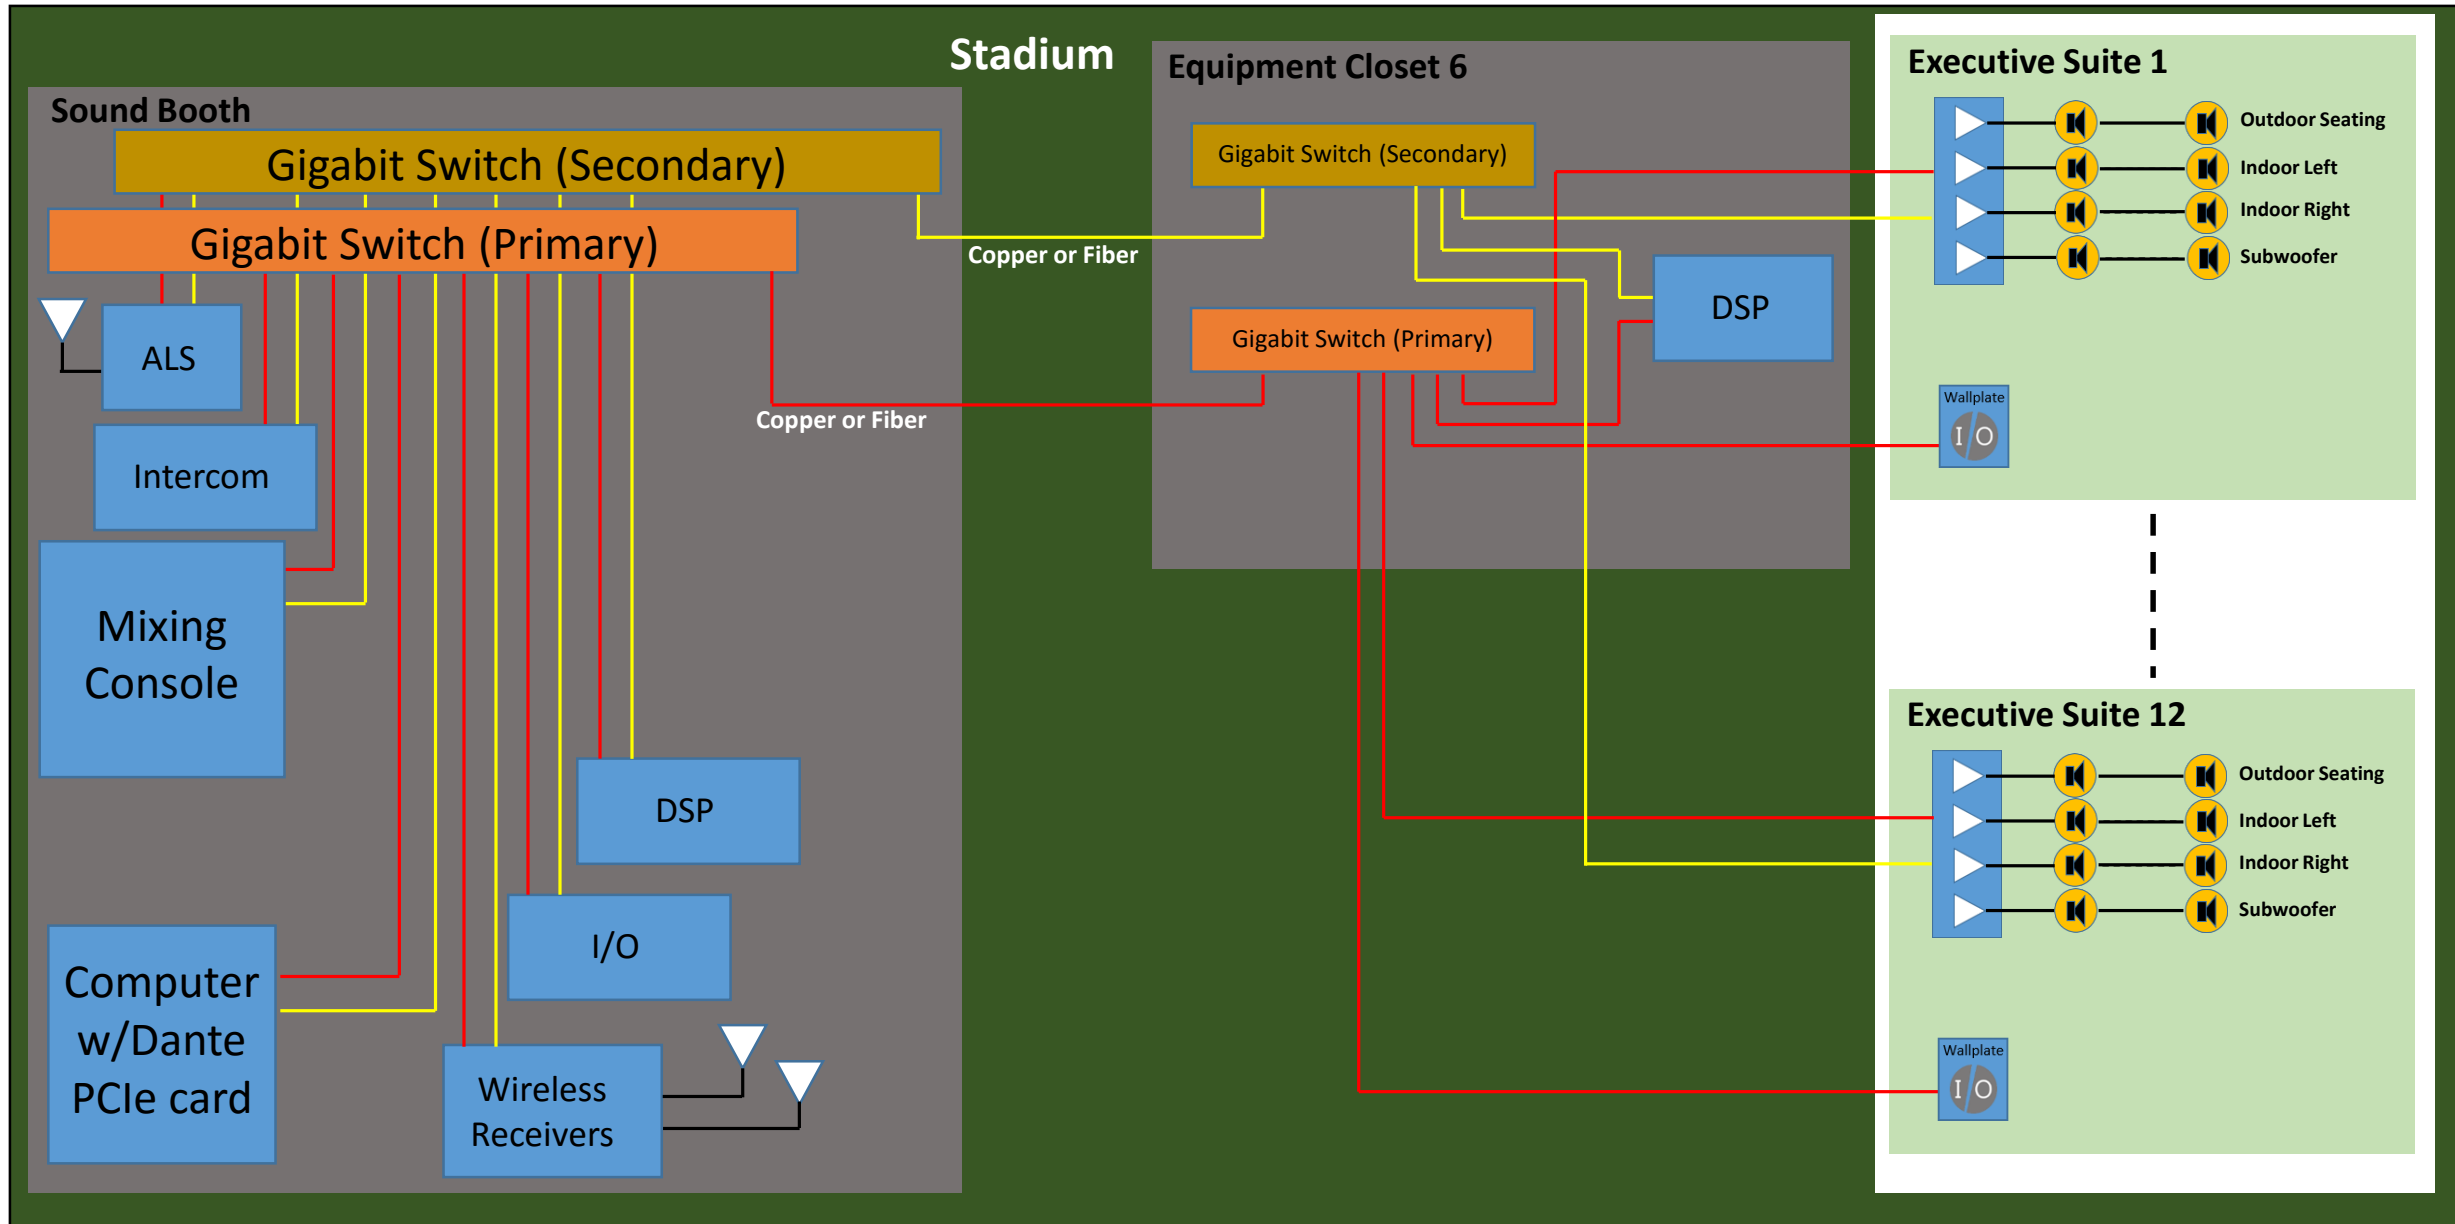 Stadium
Sound Booth
Gigabit Switch (Secondary)
Gigabit Switch (Primary)
ALS
Intercom
Mixing
Console
DSP
I/O
Computer
w/Dante
PCIe card
Wireless
Receivers
Copper or Fiber
Copper or Fiber
Equipment Closet 6
Gigabit Switch (Secondary)
Gigabit Switch (Primary)
DSP
Executive Suite 1
Outdoor Seating
Indoor Left
Indoor Right
Subwoofer
Wallplate
I/O
Executive Suite 12
Outdoor Seating
Indoor Left
Indoor Right
Subwoofer
Wallplate
I/O